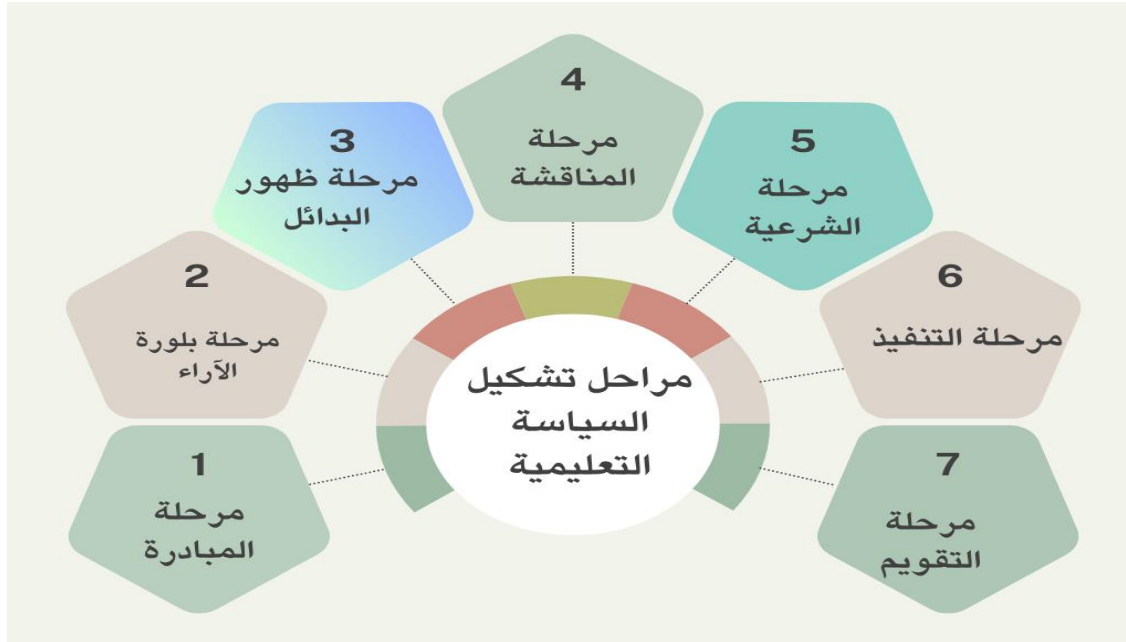 مراحل تشكيل
السياسة
التعليمية
1
مرحلة
المبادرة
2
مرحلة بلورة
الآراء
3
مرحلة ظهور
البدائل
4
مرحلة
المناقشة
5
مرحلة
الشرعية
6
مرحلة التنفيذ
7
مرحلة
التقويم